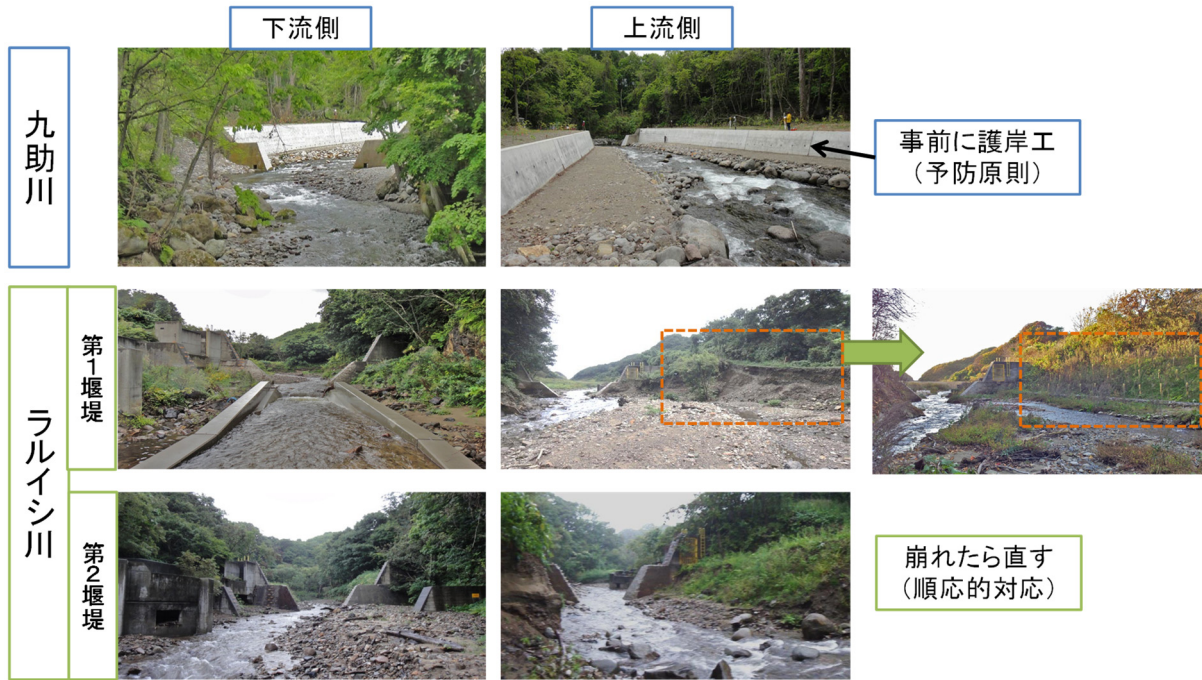 下流側
上流側
九助川
事前に護岸工
（予防原則）
ラルイシ川
第1堰堤
第2堰堤
崩れたら直す
（順応的対応）